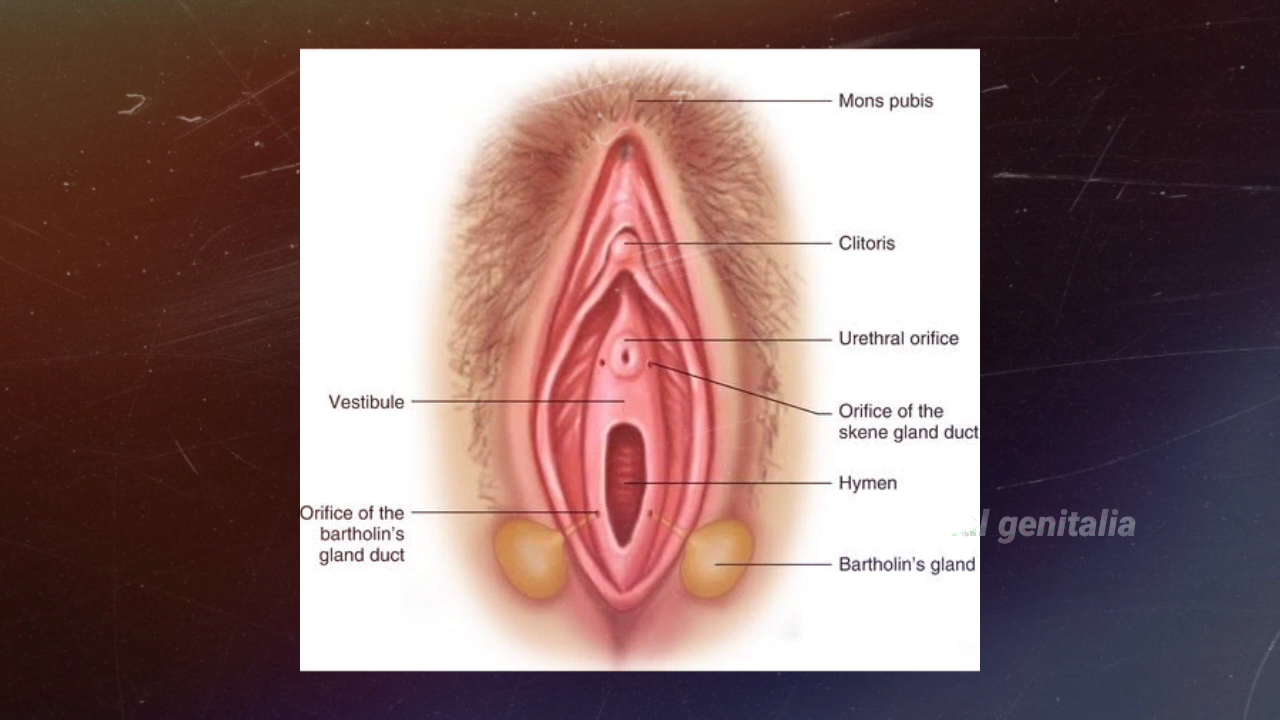 Mons pubis
Clitoris
Urethral orifice
Vestibule
Orifice of the
skene gland duct
Hymen
Orifice of the
bartholin's
gland duct
genitalia
Bartholin's gland